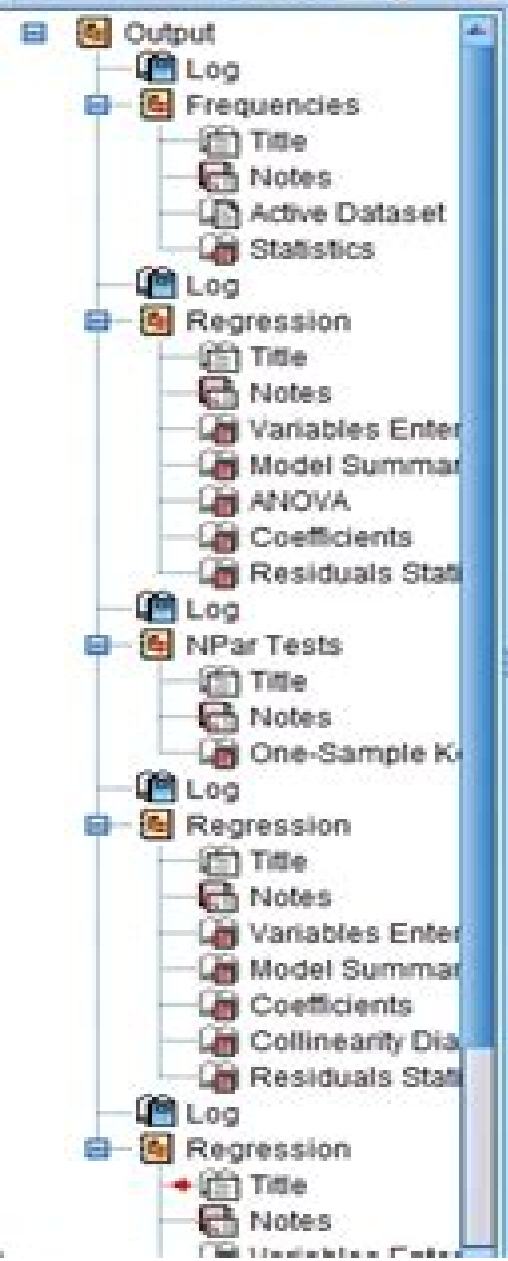 Output
Log
Frequencies
Title
Notes
Active Dataset
Statistics
Log
Regression
Title
Notes
Variables Enter
Model Summar
ANOVA
Coefficients
Residuals Stati
Log
NPar Tests
Title
Notes
One-Sample K
Log
Regression
Title
Notes
Variables Enter
Model Summar
Coefficients
Collinearity Dia
Residuals Stati
Log
Regression
Title
Notes
Variables Enter